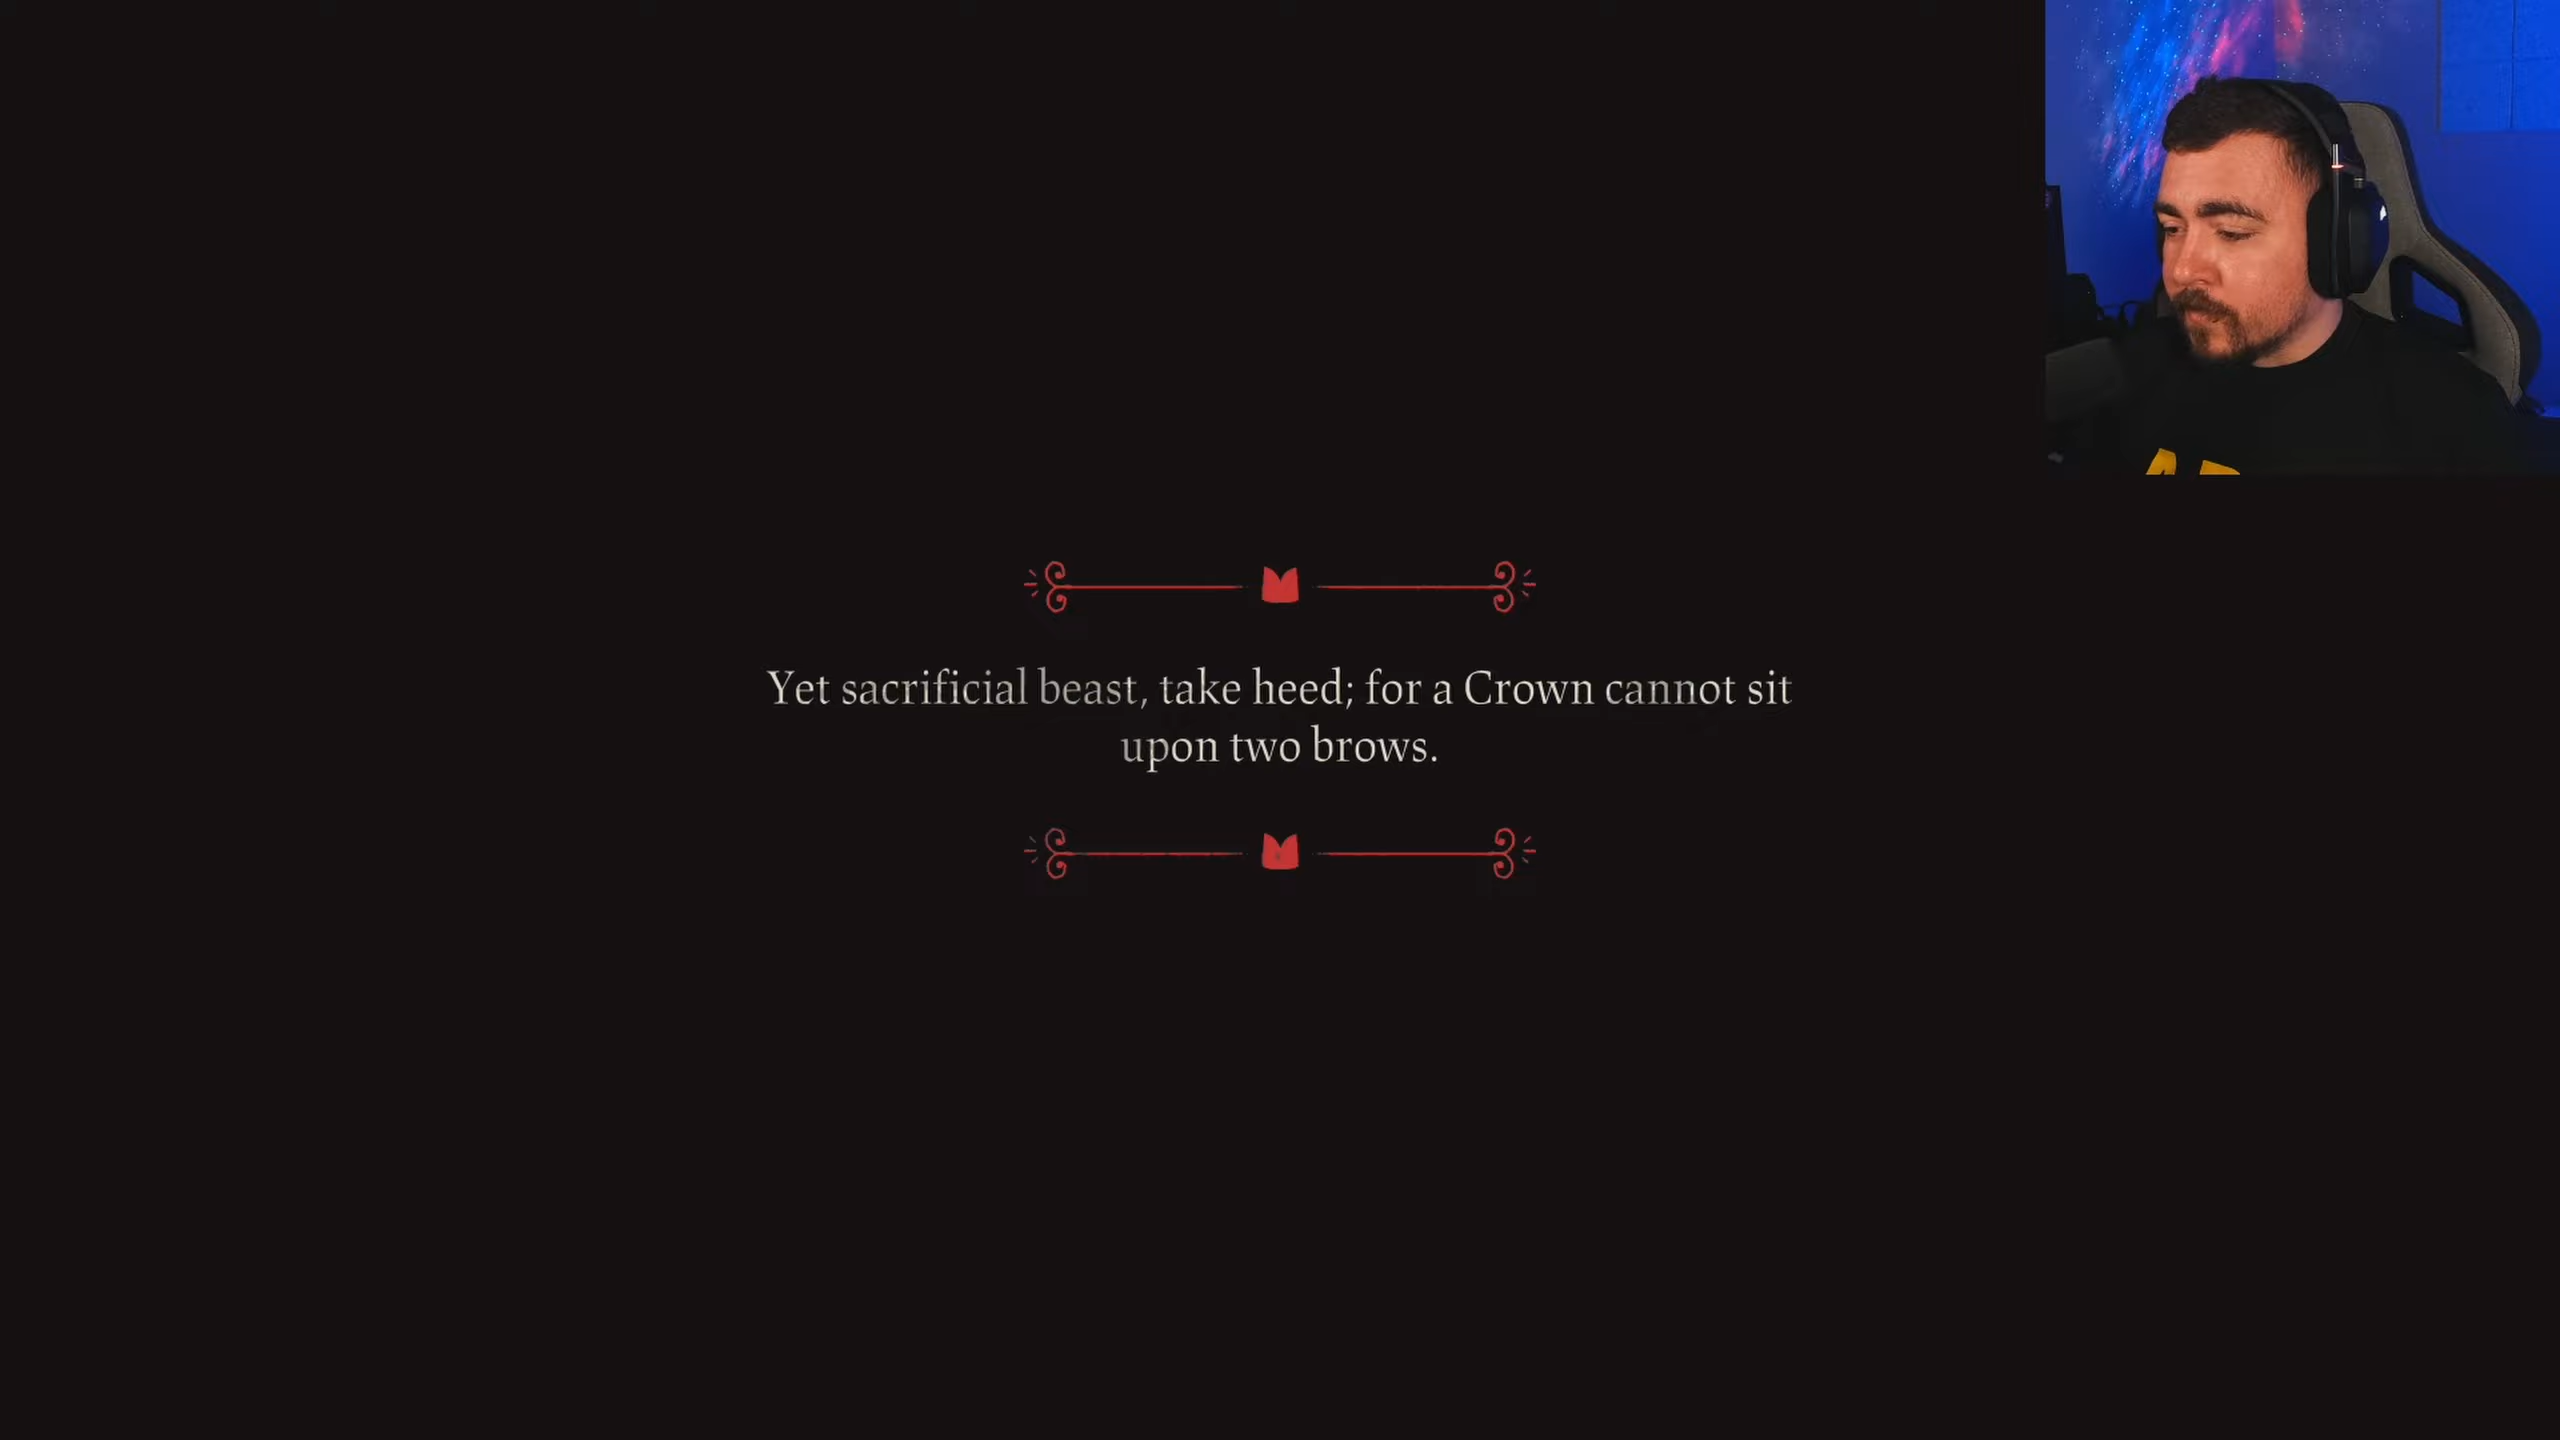 Yet sacrificial beast, take heed; for a Crown cannot sit
upon two brows.